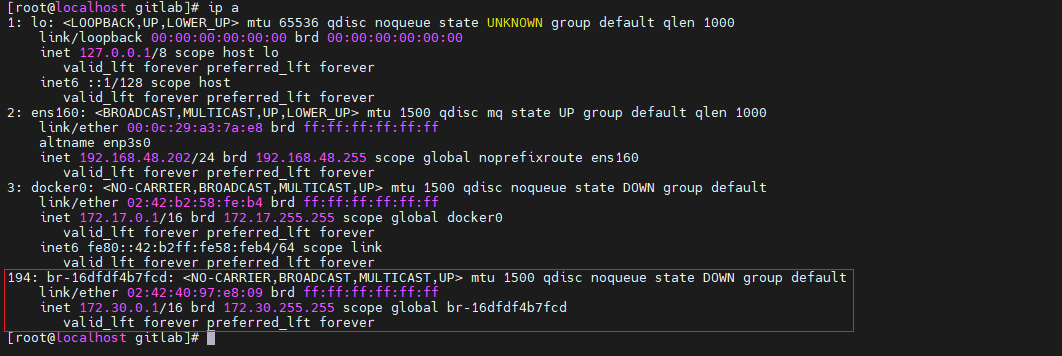 [root@localhost gitlab]# ip a
1: lo: <LOOPBACK,UP,LOWER_UP> mtu 65536 qdisc noqueue state UNKNOWN group default qlen 1000
    link/loopback 00:00:00:00:00:00 brd 00:00:00:00:00:00
    inet 127.0.0.1/8 scope host lo
       valid_lft forever preferred_lft forever
    inet6 ::1/128 scope host
       valid_lft forever preferred_lft forever
2: ens160: <BROADCAST,MULTICAST,UP,LOWER_UP> mtu 1500 qdisc mq state UP group default qlen 1000
    link/ether 00:0c:29:a3:7a:e8 brd ff:ff:ff:ff:ff:ff
    altname enp3s0
    inet 192.168.48.202/24 brd 192.168.48.255 scope global noprefixroute ens160
       valid_lft forever preferred_lft forever
3: docker0: <NO-CARRIER,BROADCAST,MULTICAST,UP> mtu 1500 qdisc noqueue state DOWN group default
    link/ether 02:42:b2:58:fe:b4 brd ff:ff:ff:ff:ff:ff
    inet 172.17.0.1/16 brd 172.17.255.255 scope global docker0
       valid_lft forever preferred_lft forever
    inet6 fe80::42:b2ff:fe58:feb4/64 scope link
       valid_lft forever preferred_lft forever
194: br-16dfdf4b7fcd: <NO-CARRIER,BROADCAST,MULTICAST,UP> mtu 1500 qdisc noqueue state DOWN group default
    link/ether 02:42:40:97:e8:09 brd ff:ff:ff:ff:ff:ff
    inet 172.30.0.1/16 brd 172.30.255.255 scope global br-16dfdf4b7fcd
       valid_lft forever preferred_lft forever
[root@localhost gitlab]#